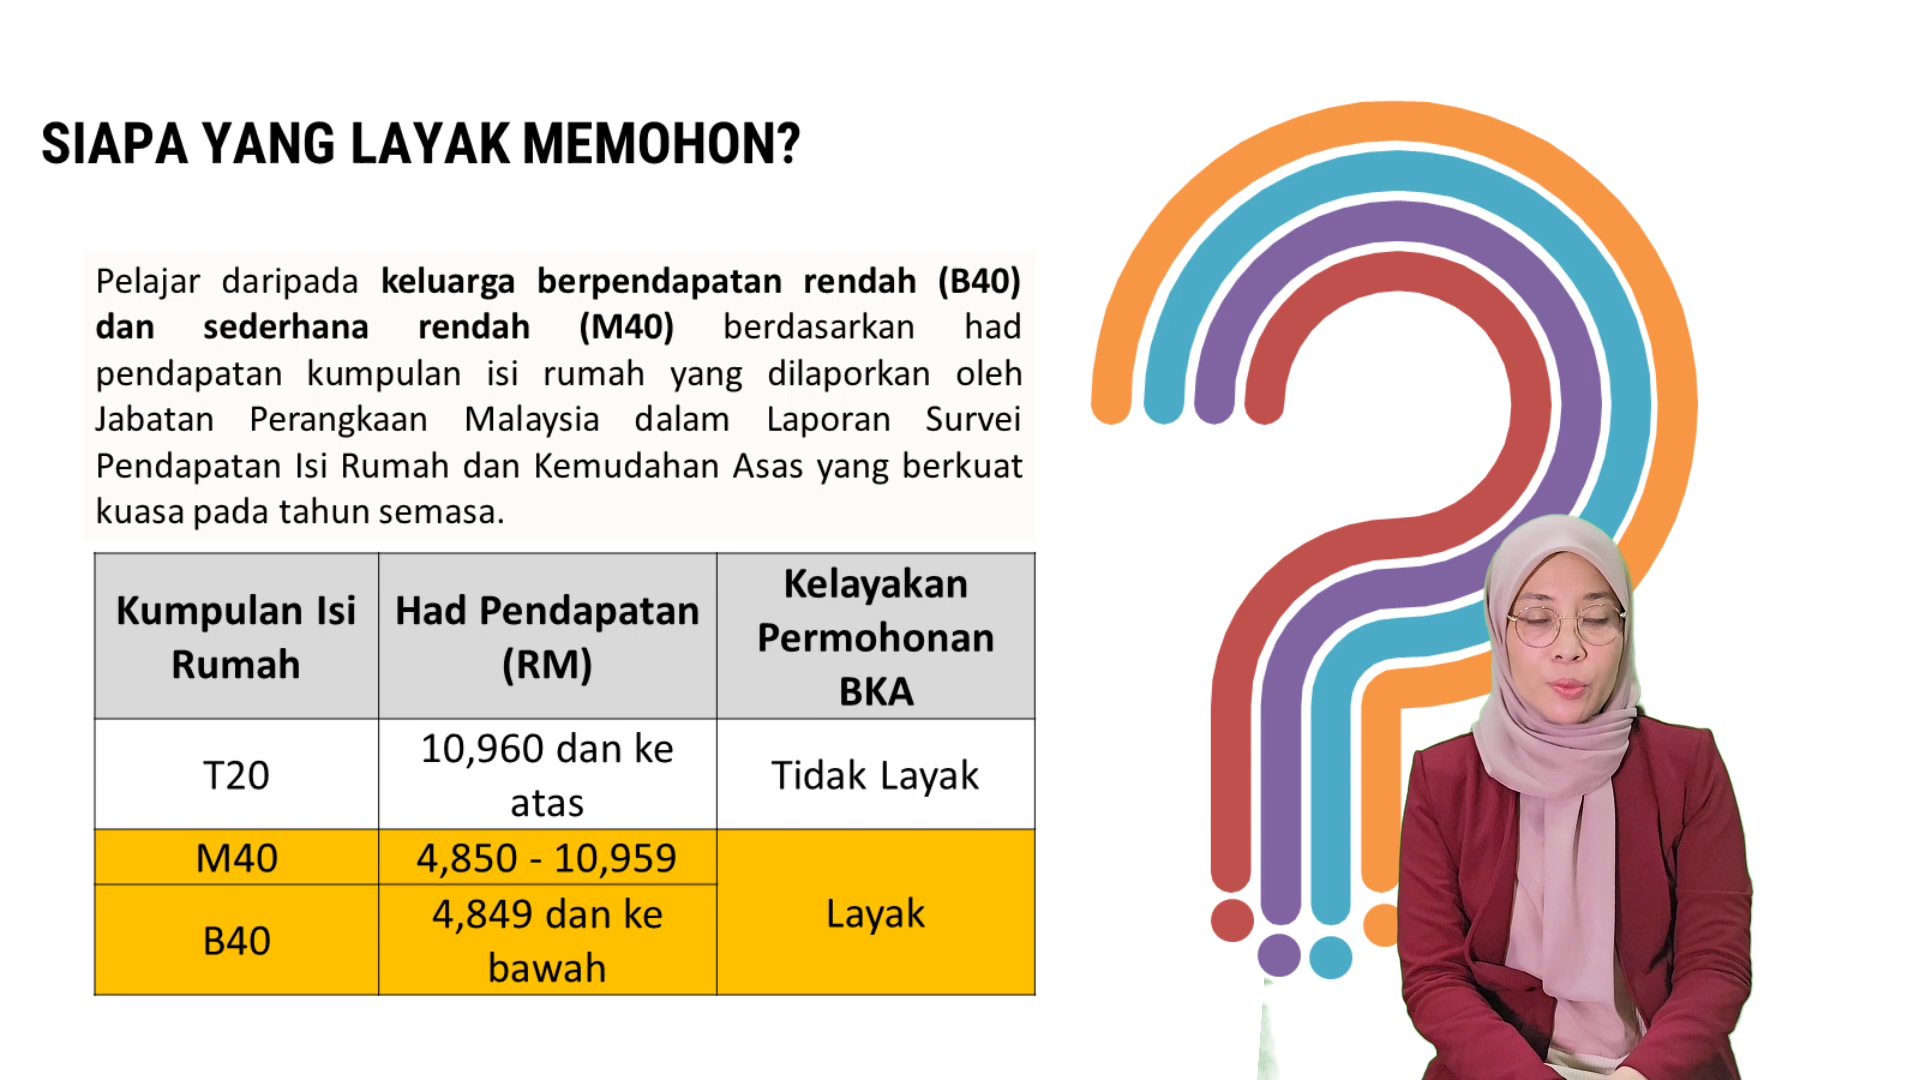 SIAPA YANG LAYAK MEMOHON?
Pelajar daripada keluarga berpendapatan rendah (B40)
dan sederhana rendah (M40) berdasarkan had
pendapatan kumpulan isi rumah yang dilaporkan oleh
Jabatan Perangkaan Malaysia dalam Laporan Survei
Pendapatan Isi Rumah dan Kemudahan Asas yang berkuat
kuasa pada tahun semasa.
Kumpulan Isi
Rumah
Had Pendapatan
(RM)
Kelayakan
Permohonan
BKA
T20
10,960 dan ke
atas
Tidak Layak
M40
4,850 - 10,959
Layak
B40
4,849 dan ke
bawah